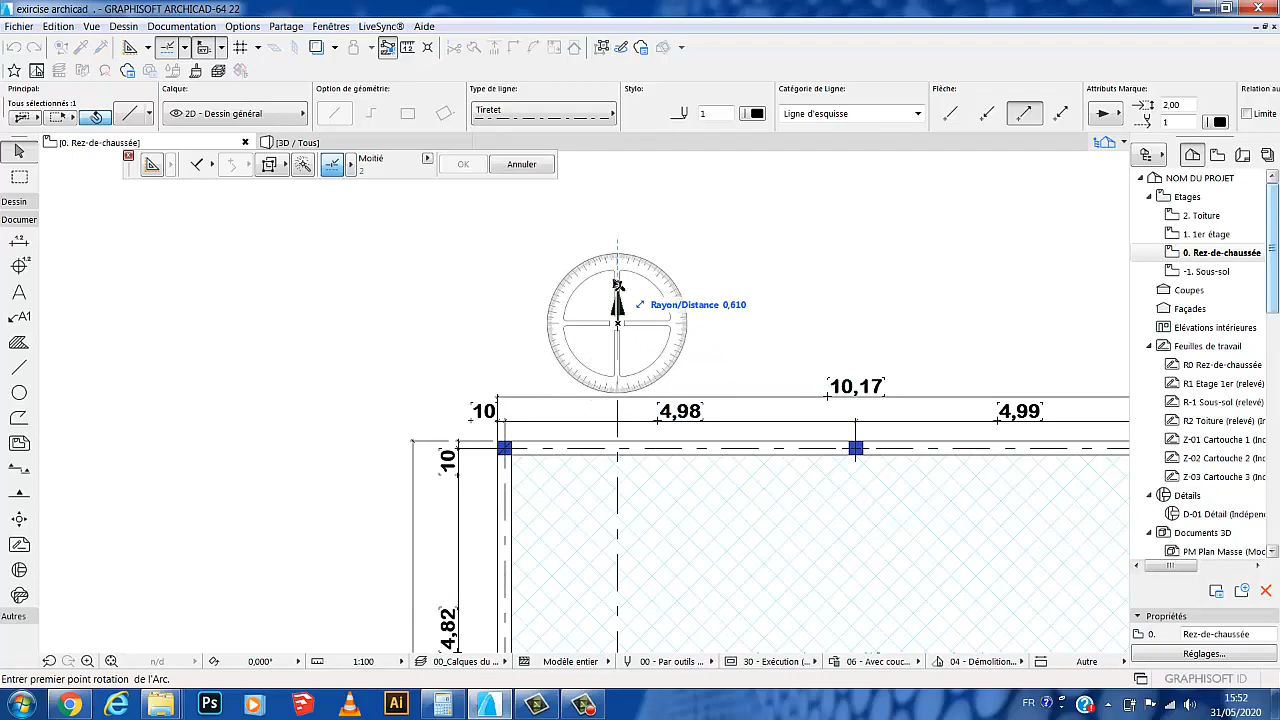 exircise archicad . - GRAPHISOFT ARCHICAD-64 22
Fichier Edition Vue Dessin Documentation Options Partage Fenêtres LiveSync® Aide
Principal:
Tous sélectionnés :1
Calque:
2D - Dessin général
Option de géométrie:
Type de ligne:
Tiretet
Stylo:
1
Catégorie de Ligne:
Ligne d'esquisse
Flèche:
Attributs Marque:
2,00
1
Relation au
Limite
[0. Rez-de-chaussée]
[3D / Tous]
Moitié
2
OK
Annuler
Dessin
Documer
Autres
Rayon/Distance 0,610
10,17
10
4,98
4,99
10
4,82
NOM DU PROJET
Etages
2. Toiture
1. 1er étage
0. Rez-de-chaussée
-1. Sous-sol
Coupes
Façades
Elévations intérieures
Feuilles de travail
R0 Rez-de-chaussée
R1 Etage 1er (relevé)
R-1 Sous-sol (relevé)
R2 Toiture (relevé)
Z-01 Cartouche 1
Z-02 Cartouche 2
Z-03 Cartouche 3
Détails
D-01 Détail (Indépen
Documents 3D
PM Plan Masse (Moc
Propriétés
0.
Rez-de-chaussée
Réglages...
n/d
0,000°
1:100
00_Calques du ...
Modèle entier
00 - Par outils ...
30 - Exécution (...
06 - Avec couc...
04 - Démolition...
Autre
Enter premier point rotation de l'Arc.
GRAPHISOFT ID
FR
15:52
31/05/2020